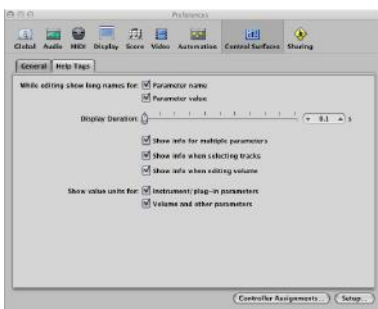 Preferences
Global Audio MIDI Display Score Video Automation Control Surfaces Sharing
General Help Tags
While editing show long names for: Parameter name
Parameter value
Display Duration: 0.1 s
Show info for multiple parameters
Show info when selecting tracks
Show info when editing volume
Show value units for: Instrument/plug-in parameters
Volume and other parameters
Controller Assignments... Setup...